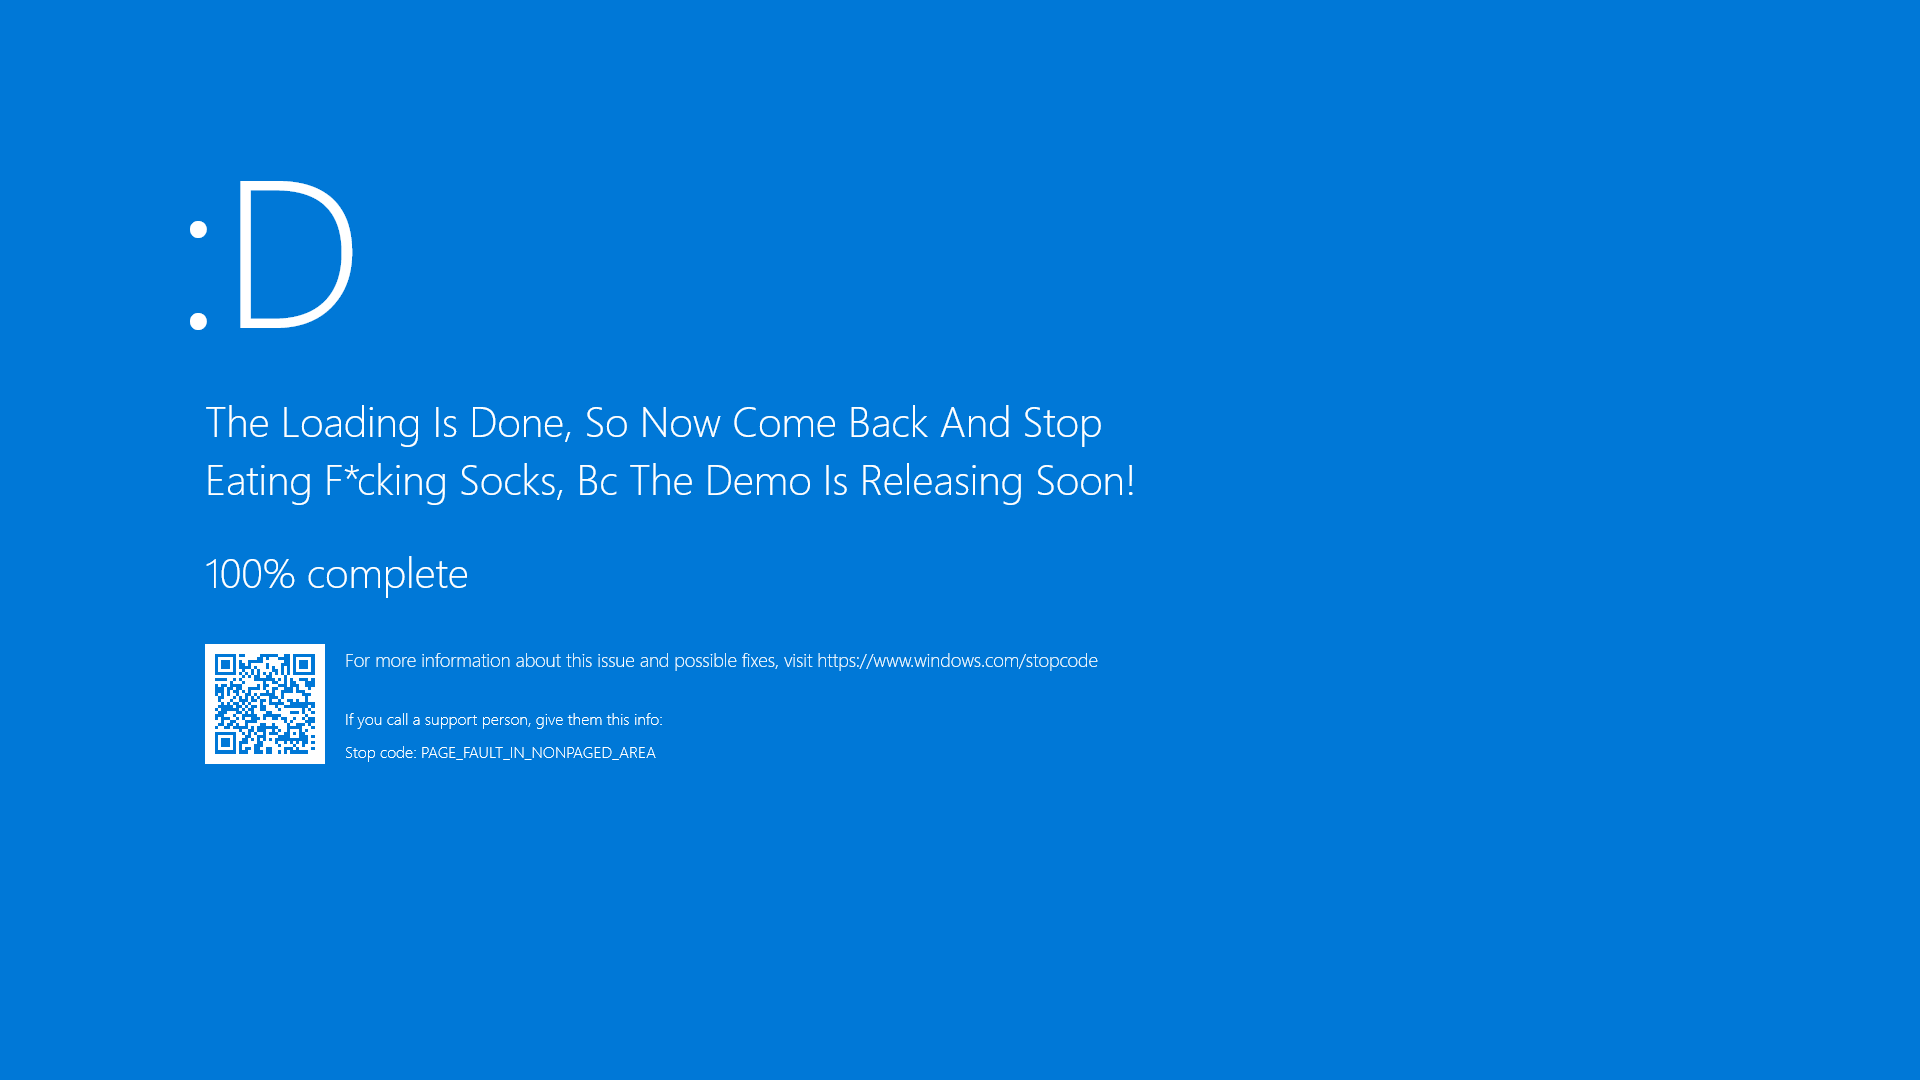 :D
The Loading Is Done, So Now Come Back And Stop
Eating F*cking Socks, Bc The Demo Is Releasing Soon!
100% complete
For more information about this issue and possible fixes, visit https://www.windows.com/stopcode
If you call a support person, give them this info:
Stop code: PAGE_FAULT_IN_NONPAGED_AREA